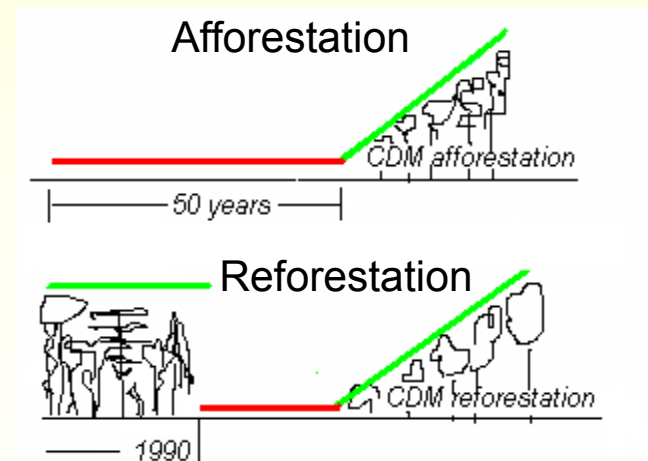 Afforestation
CDM afforestation
50 years
Reforestation
CDM reforestation
1990